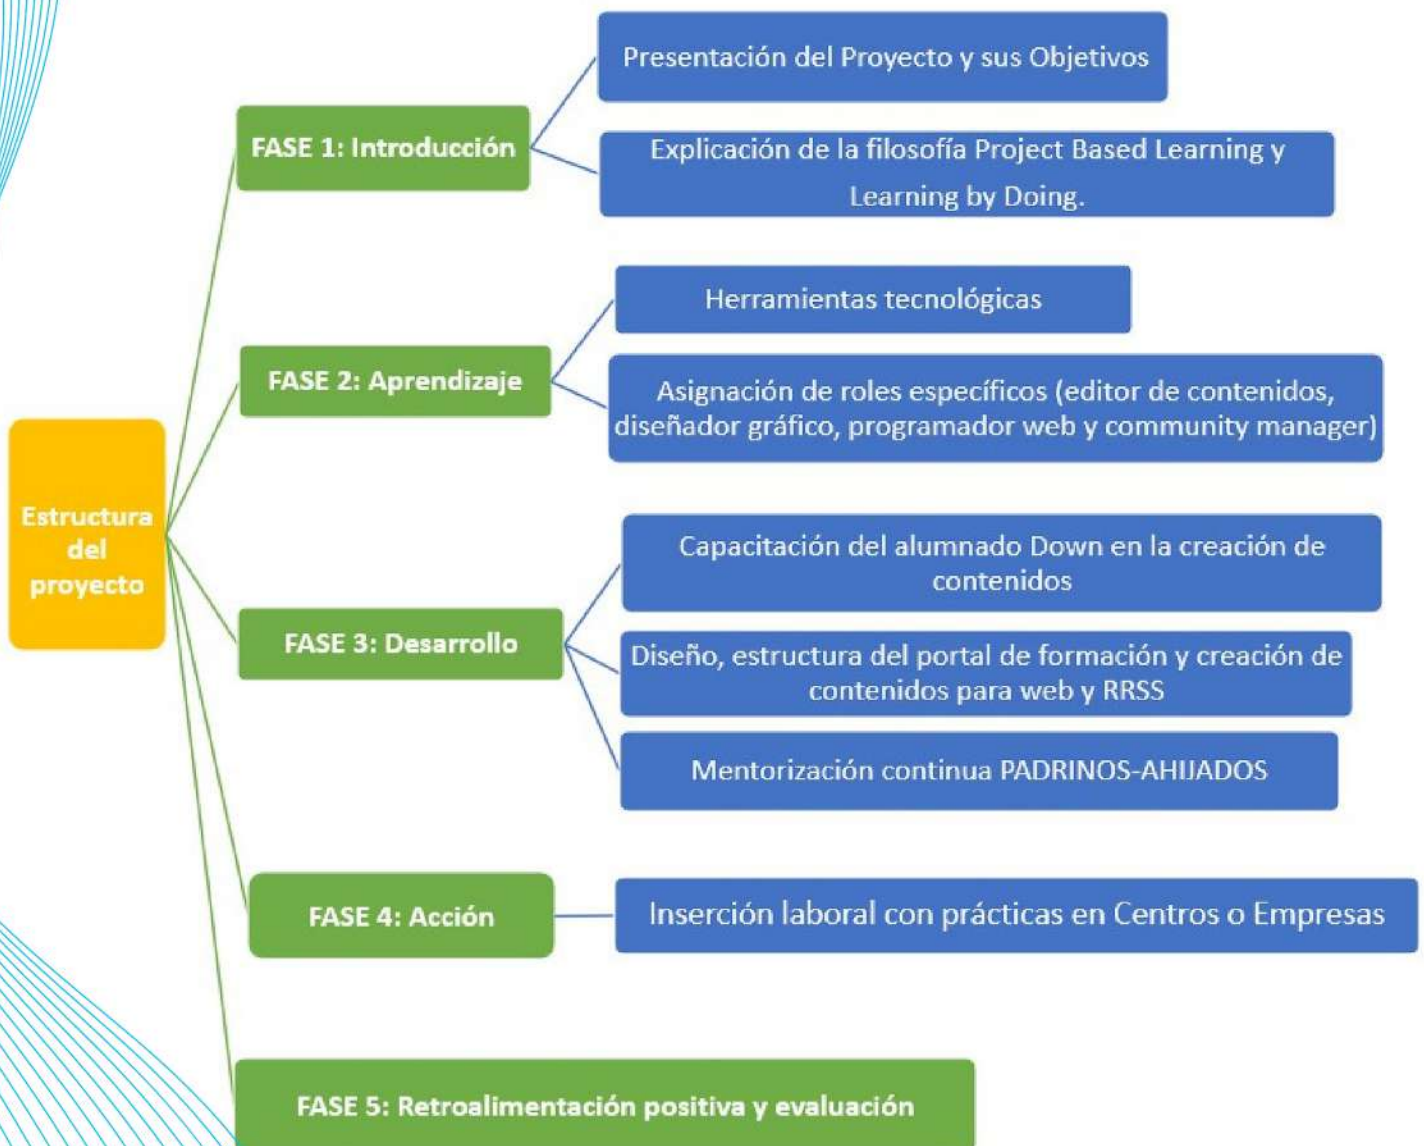 Estructura
del
proyecto
FASE 1: Introducción
Presentación del Proyecto y sus Objetivos
Explicación de la filosofía Project Based Learning y
Learning by Doing.
FASE 2: Aprendizaje
Herramientas tecnológicas
Asignación de roles específicos (editor de contenidos,
diseñador gráfico, programador web y community manager)
FASE 3: Desarrollo
Capacitación del alumnado Down en la creación de
contenidos
Diseño, estructura del portal de formación y creación de
contenidos para web y RRSS
Mentorización continua PADRINOS-AHIJADOS
FASE 4: Acción
Inserción laboral con prácticas en Centros o Empresas
FASE 5: Retroalimentación positiva y evaluación